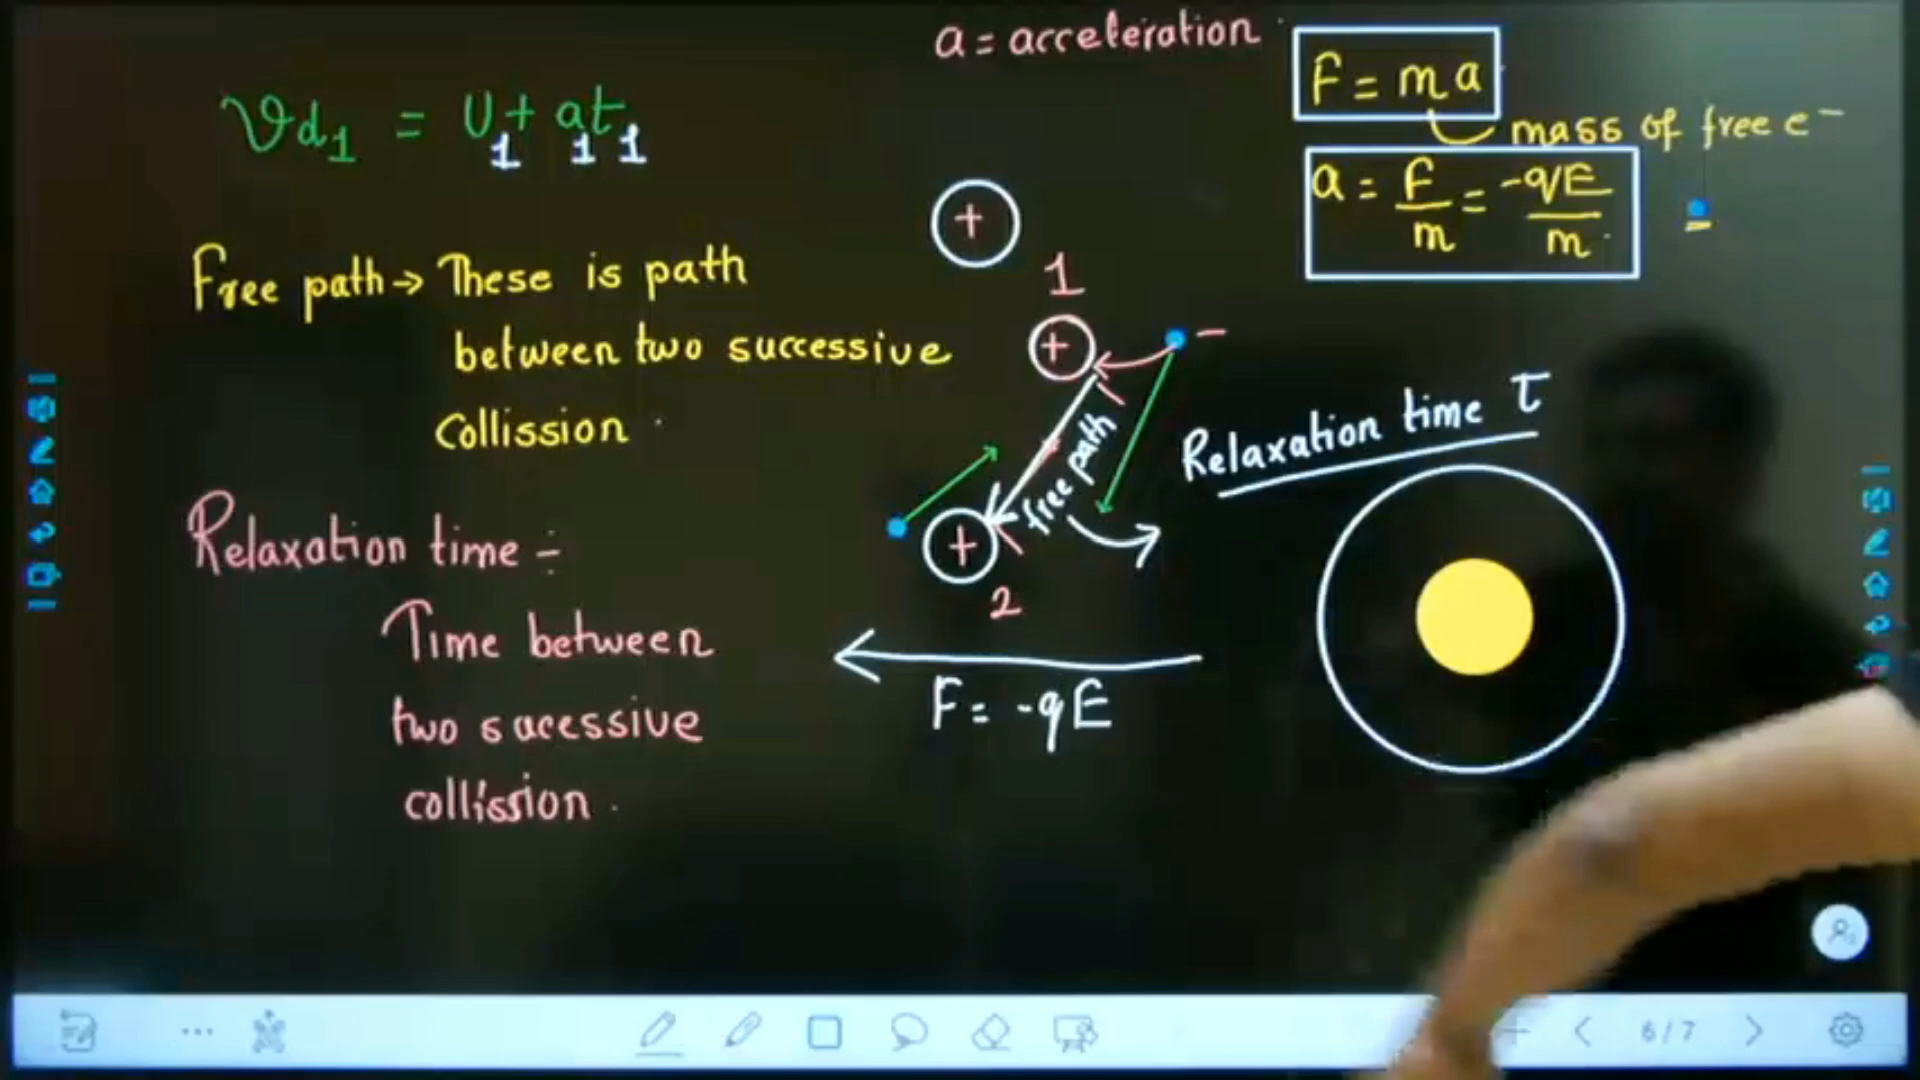 a = acceleration
F = ma
mass of free e⁻
a = F/m = -qE/m
Vd₁ = U₁ + a₁t₁
+
Free path → These is path
between two successive
Collission
Relaxation time :-
Time between
two sucessive
collission
1
+
-
free path
+
2
F = -qE
Relaxation time τ
-
6/7